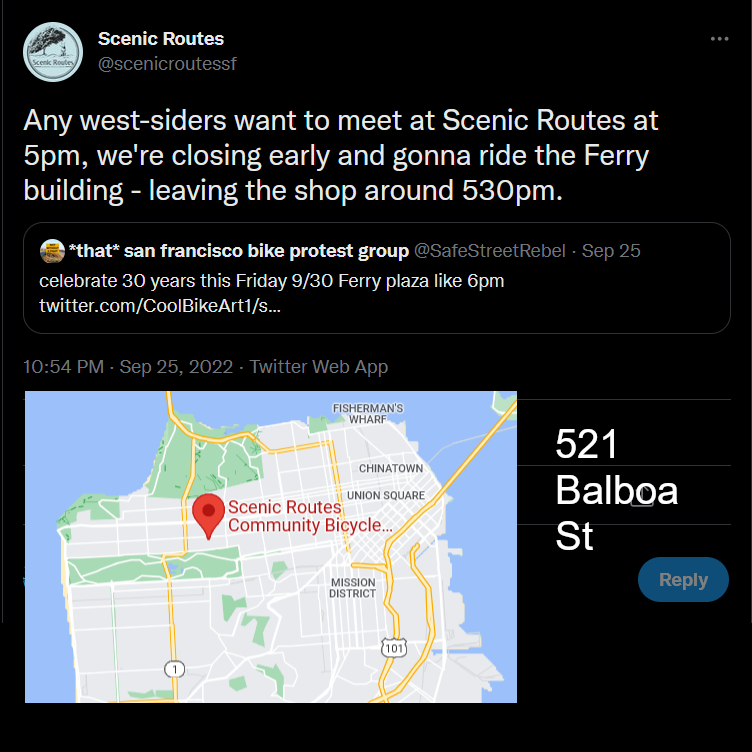 Scenic Routes
@scenicroutessf
Scenic Routes
Any west-siders want to meet at Scenic Routes at
5pm, we're closing early and gonna ride the Ferry
building - leaving the shop around 530pm.
*that* san francisco bike protest group @SafeStreetRebel · Sep 25
celebrate 30 years this Friday 9/30 Ferry plaza like 6pm
twitter.com/CoolBikeArt1/s...
10:54 PM · Sep 25, 2022 · Twitter Web App
FISHERMAN'S
WHARF
CHINATOWN
UNION SQUARE
Scenic Routes
Community Bicycle...
MISSION
DISTRICT
101
1
521
Balboa
St
Reply